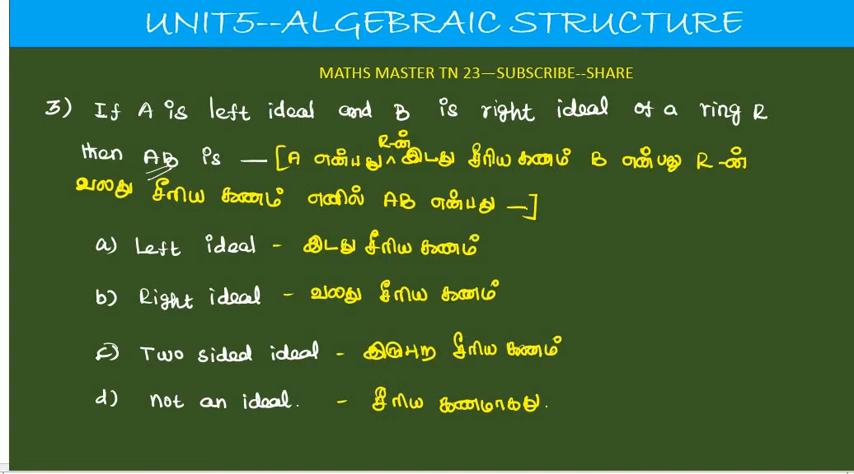 UNIT5--ALGEBRAIC STRUCTURE
MATHS MASTER TN 23—SUBSCRIBE--SHARE
3) If A is left ideal and B is right ideal of a ring R
then AB is — [A என்பது R-ன் இடது சீரிய கணம் B என்பது R-ன்
வலது சீரிய கணம் எனில் AB என்பது —]
a) Left ideal - இடது சீரிய கணம்
b) Right ideal - வலது சீரிய கணம்
c) Two sided ideal - இருபுற சீரிய கணம்
d) not an ideal. - சீரிய கணமாகாது.